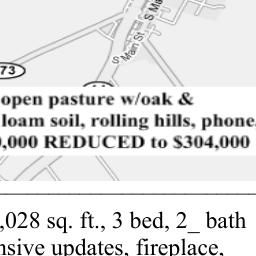 S Ma
S Main St
73
open pasture w/oak &
loam soil, rolling hills, phone,
0,000 REDUCED to $304,000
,028 sq. ft., 3 bed, 2_ bath
nsive updates, fireplace,